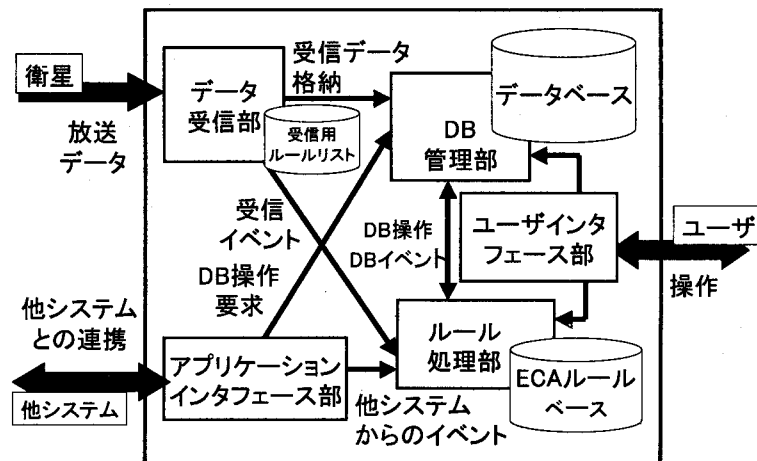 衛星
放送
データ
データ
受信部
受信用
ルールリスト
受信データ
格納
DB
管理部
データベース
受信
イベント
DB操作
要求
DB操作
DBイベント
ユーザインタ
フェース部
ユーザ
操作
他システム
との連携
他システム
アプリケーション
インタフェース部
他システム
からのイベント
ルール
処理部
ECAルール
ベース